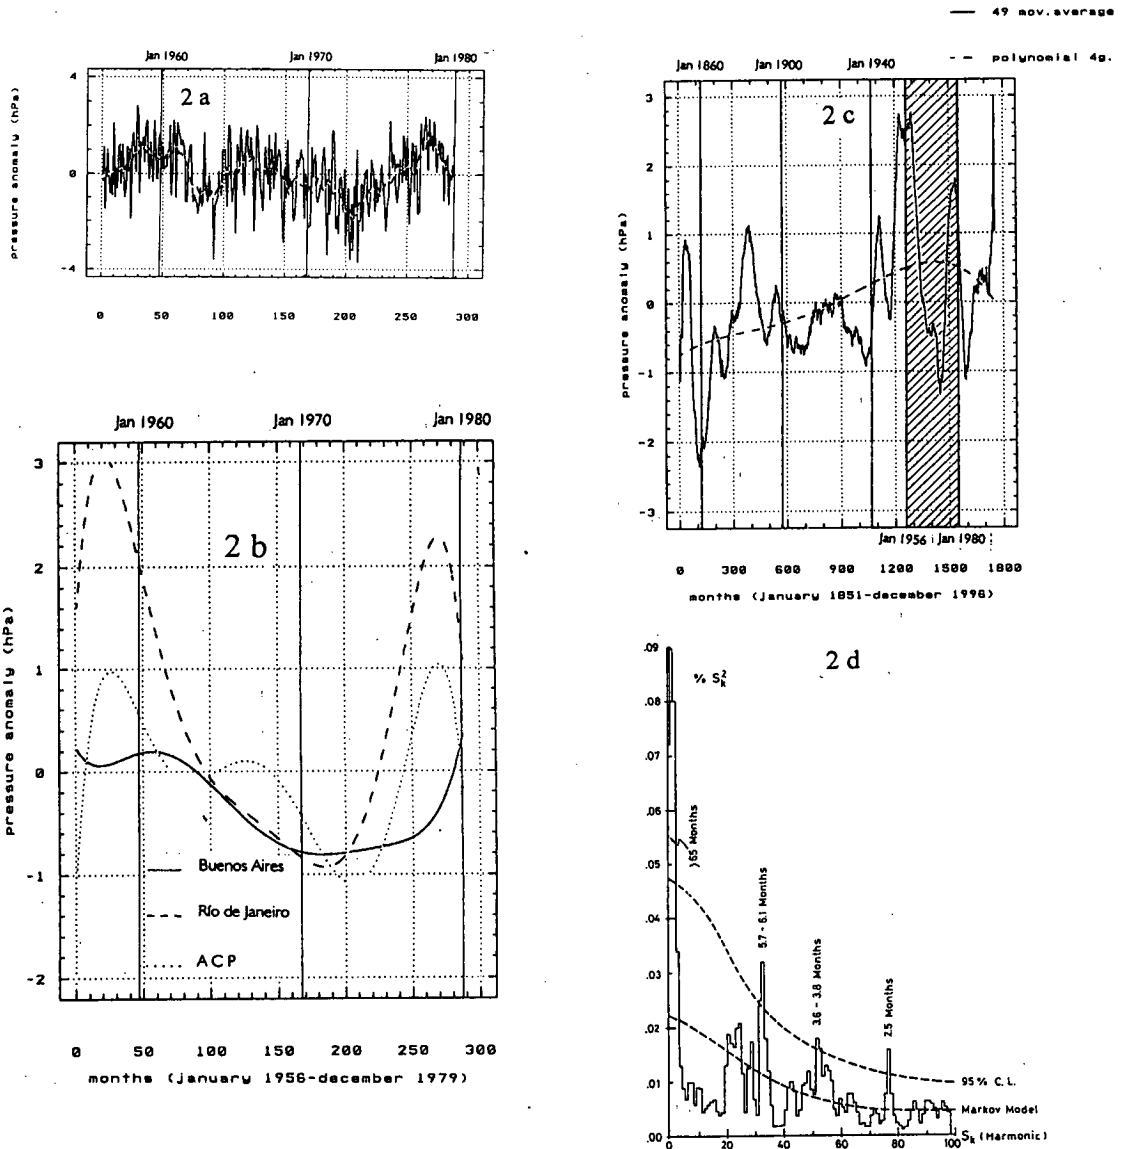 49 mov.average
polynomial 4g.
Jan 1960 Jan 1970 Jan 1980
2 a
pressure anomaly (hPa)
4
0
-4
0 50 100 150 200 250 300
Jan 1860 Jan 1900 Jan 1940
2 c
pressure anomaly (hPa)
3
2
1
0
-1
-2
-3
Jan 1956 Jan 1980
0 300 600 900 1200 1500 1800
months (january 1851-december 1996)
Jan 1960 Jan 1970 Jan 1980
2 b
pressure anomaly (hPa)
3
2
1
0
-1
-2
Buenos Aires
Río de Janeiro
ACP
0 50 100 150 200 250 300
months (january 1956-december 1979)
2 d
% S²ₖ
.09
.08
.07
.06
.05
.04
.03
.02
.01
.00
>65 Months
5.7 - 6.1 Months
3.6 - 3.8 Months
2.5 Months
95% C.L.
Markov Model
0 20 40 60 80 100
Sₖ (Harmonic)